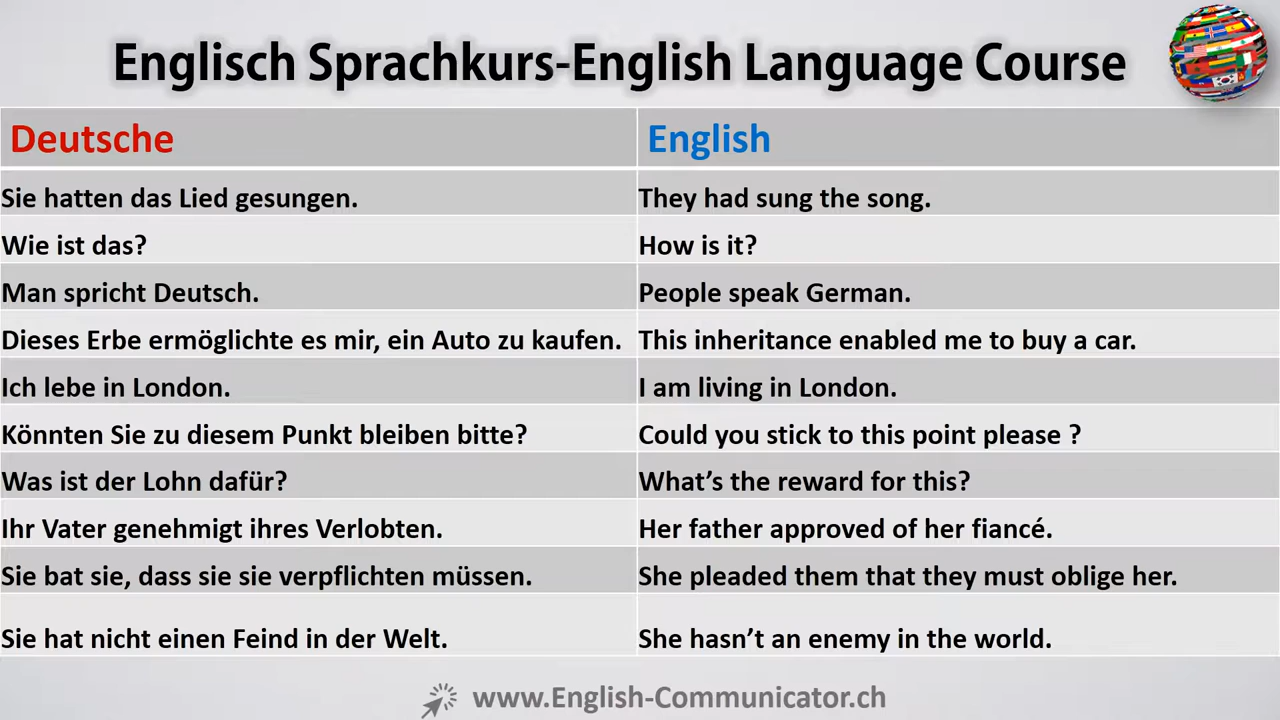 Englisch Sprachkurs-English Language Course
Deutsche English
Sie hatten das Lied gesungen. They had sung the song.
Wie ist das? How is it?
Man spricht Deutsch. People speak German.
Dieses Erbe ermöglichte es mir, ein Auto zu kaufen. This inheritance enabled me to buy a car.
Ich lebe in London. I am living in London.
Könnten Sie zu diesem Punkt bleiben bitte? Could you stick to this point please ?
Was ist der Lohn dafür? What’s the reward for this?
Ihr Vater genehmigt ihres Verlobten. Her father approved of her fiancé.
Sie bat sie, dass sie sie verpflichten müssen. She pleaded them that they must oblige her.
Sie hat nicht einen Feind in der Welt. She hasn’t an enemy in the world.
www.English-Communicator.ch